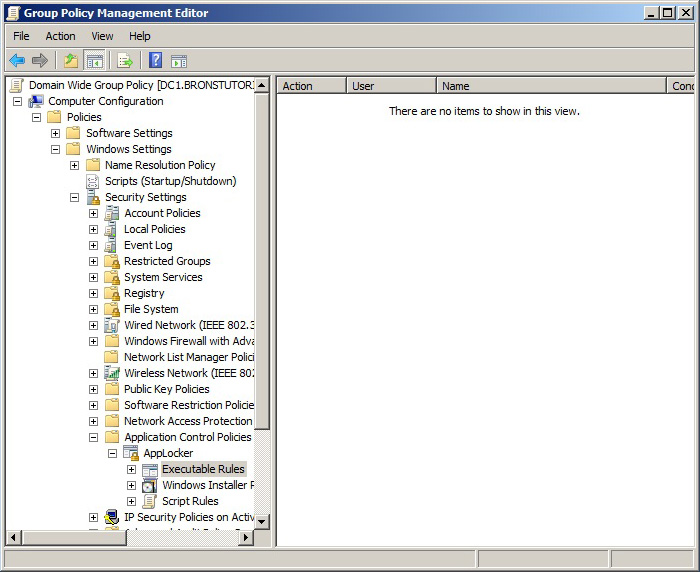 Group Policy Management Editor
File Action View Help
Domain Wide Group Policy [DC1.BRONSTUTORI
Computer Configuration
Policies
Software Settings
Windows Settings
Name Resolution Policy
Scripts (Startup/Shutdown)
Security Settings
Account Policies
Local Policies
Event Log
Restricted Groups
System Services
Registry
File System
Wired Network (IEEE 802.3
Windows Firewall with Adva
Network List Manager Polici
Wireless Network (IEEE 802
Public Key Policies
Software Restriction Policie
Network Access Protection
Application Control Policies
AppLocker
Executable Rules
Windows Installer R
Script Rules
IP Security Policies on Activ
Action User Name Conc
There are no items to show in this view.